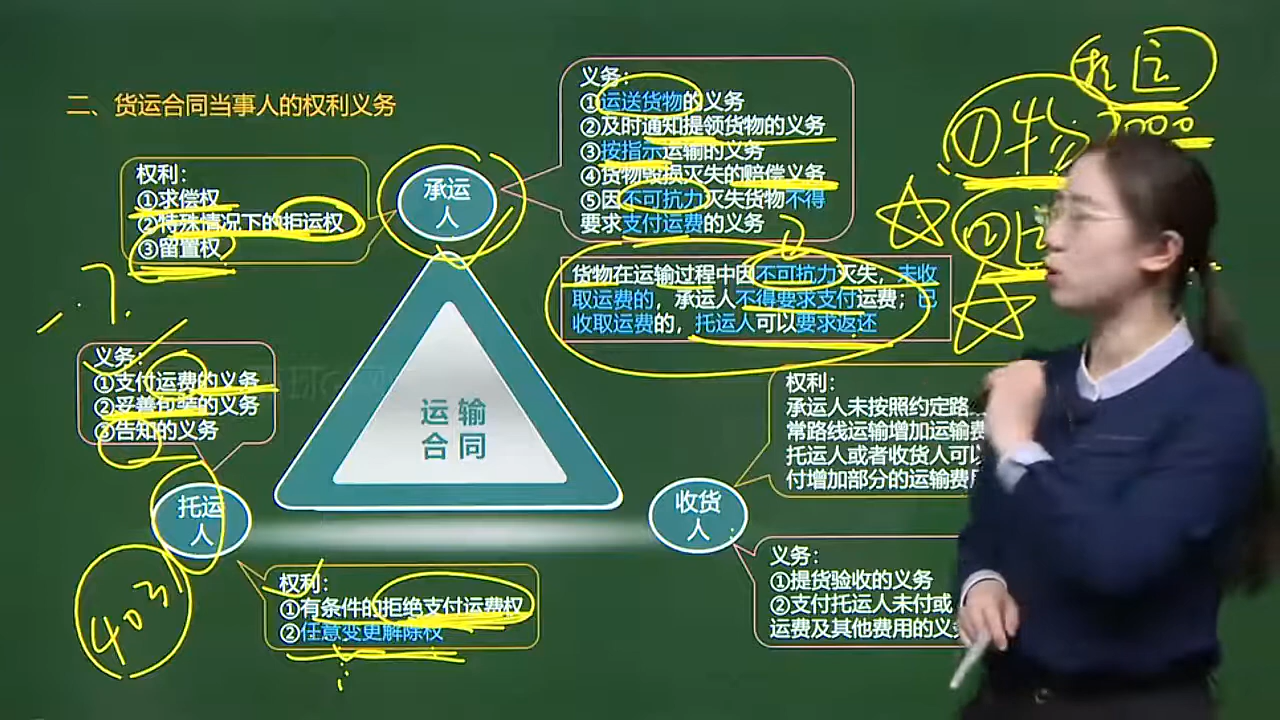 二、货运合同当事人的权利义务
权利：
①求偿权
②特殊情况下的拒运权
③留置权
承运
人
义务：
①运送货物的义务
②及时通知提领货物的义务
③按指示运输的义务
④货物毁损灭失的赔偿义务
⑤因不可抗力灭失货物不得
要求支付运费的义务
货物在运输过程中因不可抗力灭失，未收
取运费的，承运人不得要求支付运费；已
收取运费的，托运人可以要求返还
①物
②
义务：
①支付运费的义务
②妥善包装的义务
③告知的义务
托运
人
403
权利：
①有条件的拒绝支付运费权
②任意变更解除权
运输
合同
收货
人
权利：
承运人未按照约定路
常路线运输增加运输费
托运人或者收货人可以
付增加部分的运输费
义务：
①提货验收的义务
②支付托运人未付或
运费及其他费用的义